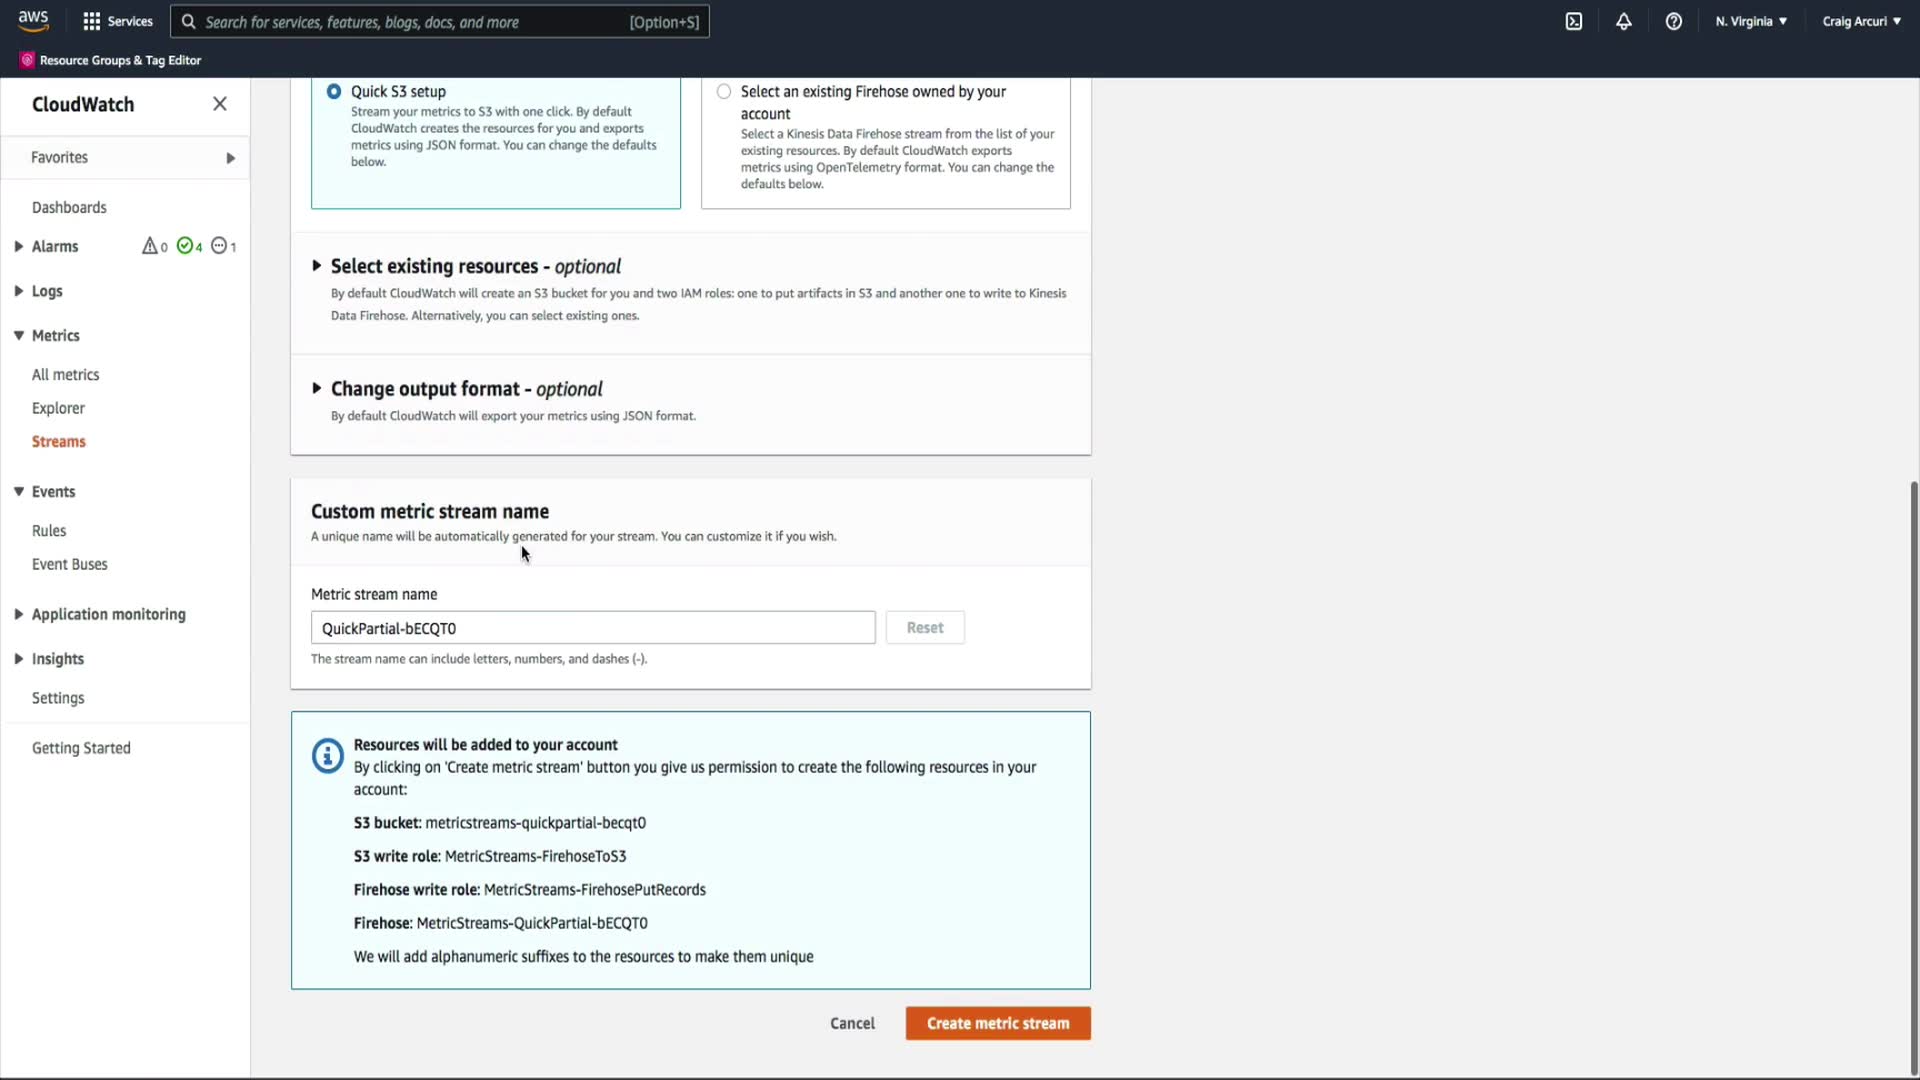 aws
Services
Search for services, features, blogs, docs, and more
[Option+S]
N. Virginia
Craig Arcuri
Resource Groups & Tag Editor
CloudWatch
Favorites
Dashboards
Alarms
0
4
1
Logs
Metrics
All metrics
Explorer
Streams
Events
Rules
Event Buses
Application monitoring
Insights
Settings
Getting Started
Quick S3 setup
Stream your metrics to S3 with one click. By default
CloudWatch creates the resources for you and exports
metrics using JSON format. You can change the defaults
below.
Select an existing Firehose owned by your
account
Select a Kinesis Data Firehose stream from the list of your
existing resources. By default CloudWatch exports
metrics using OpenTelemetry format. You can change the
defaults below.
Select existing resources - optional
By default CloudWatch will create an S3 bucket for you and two IAM roles: one to put artifacts in S3 and another one to write to Kinesis
Data Firehose. Alternatively, you can select existing ones.
Change output format - optional
By default CloudWatch will export your metrics using JSON format.
Custom metric stream name
A unique name will be automatically generated for your stream. You can customize it if you wish.
Metric stream name
QuickPartial-bECQT0
Reset
The stream name can include letters, numbers, and dashes (-).
Resources will be added to your account
By clicking on 'Create metric stream' button you give us permission to create the following resources in your
account:
S3 bucket: metricstreams-quickpartial-becqt0
S3 write role: MetricStreams-FirehoseToS3
Firehose write role: MetricStreams-FirehosePutRecords
Firehose: MetricStreams-QuickPartial-bECQT0
We will add alphanumeric suffixes to the resources to make them unique
Cancel
Create metric stream